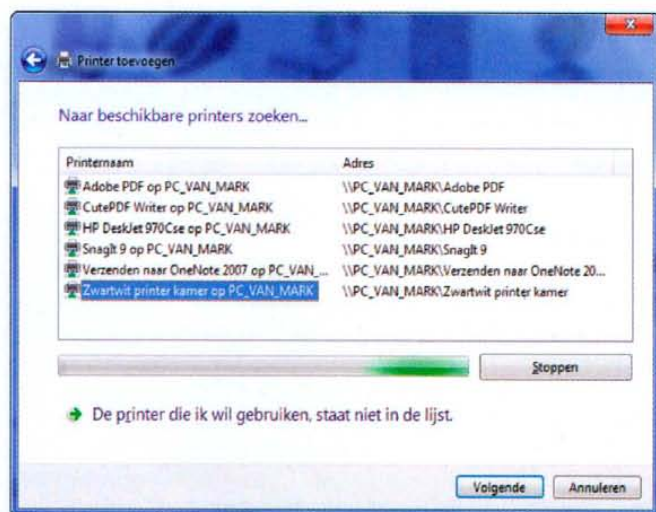 Printer toevoegen
Naar beschikbare printers zoeken...
Printernaam Adres
Adobe PDF op PC_VAN_MARK \\PC_VAN_MARK\Adobe PDF
CutePDF Writer op PC_VAN_MARK \\PC_VAN_MARK\CutePDF Writer
HP DeskJet 970Cse op PC_VAN_MARK \\PC_VAN_MARK\HP DeskJet 970Cse
SnagIt 9 op PC_VAN_MARK \\PC_VAN_MARK\SnagIt 9
Verzenden naar OneNote 2007 op PC_VAN_... \\PC_VAN_MARK\Verzenden naar OneNote 20...
Zwartwit printer kamer op PC_VAN_MARK \\PC_VAN_MARK\Zwartwit printer kamer
Stoppen
De printer die ik wil gebruiken, staat niet in de lijst.
Volgende Annuleren